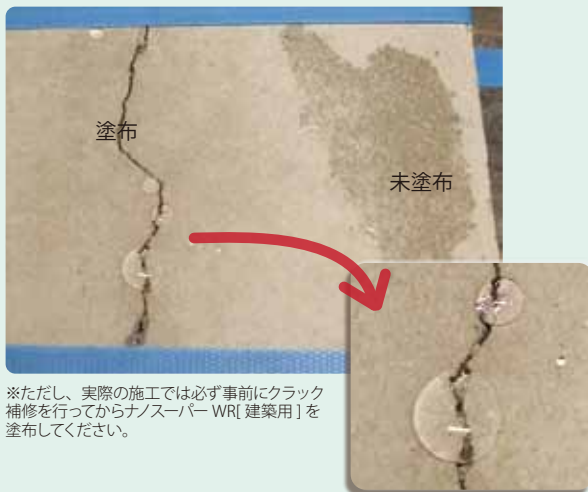 塗布
未塗布
※ただし、実際の施工では必ず事前にクラック
補修を行ってからナノスーパー WR[ 建築用 ] を
塗布してください。